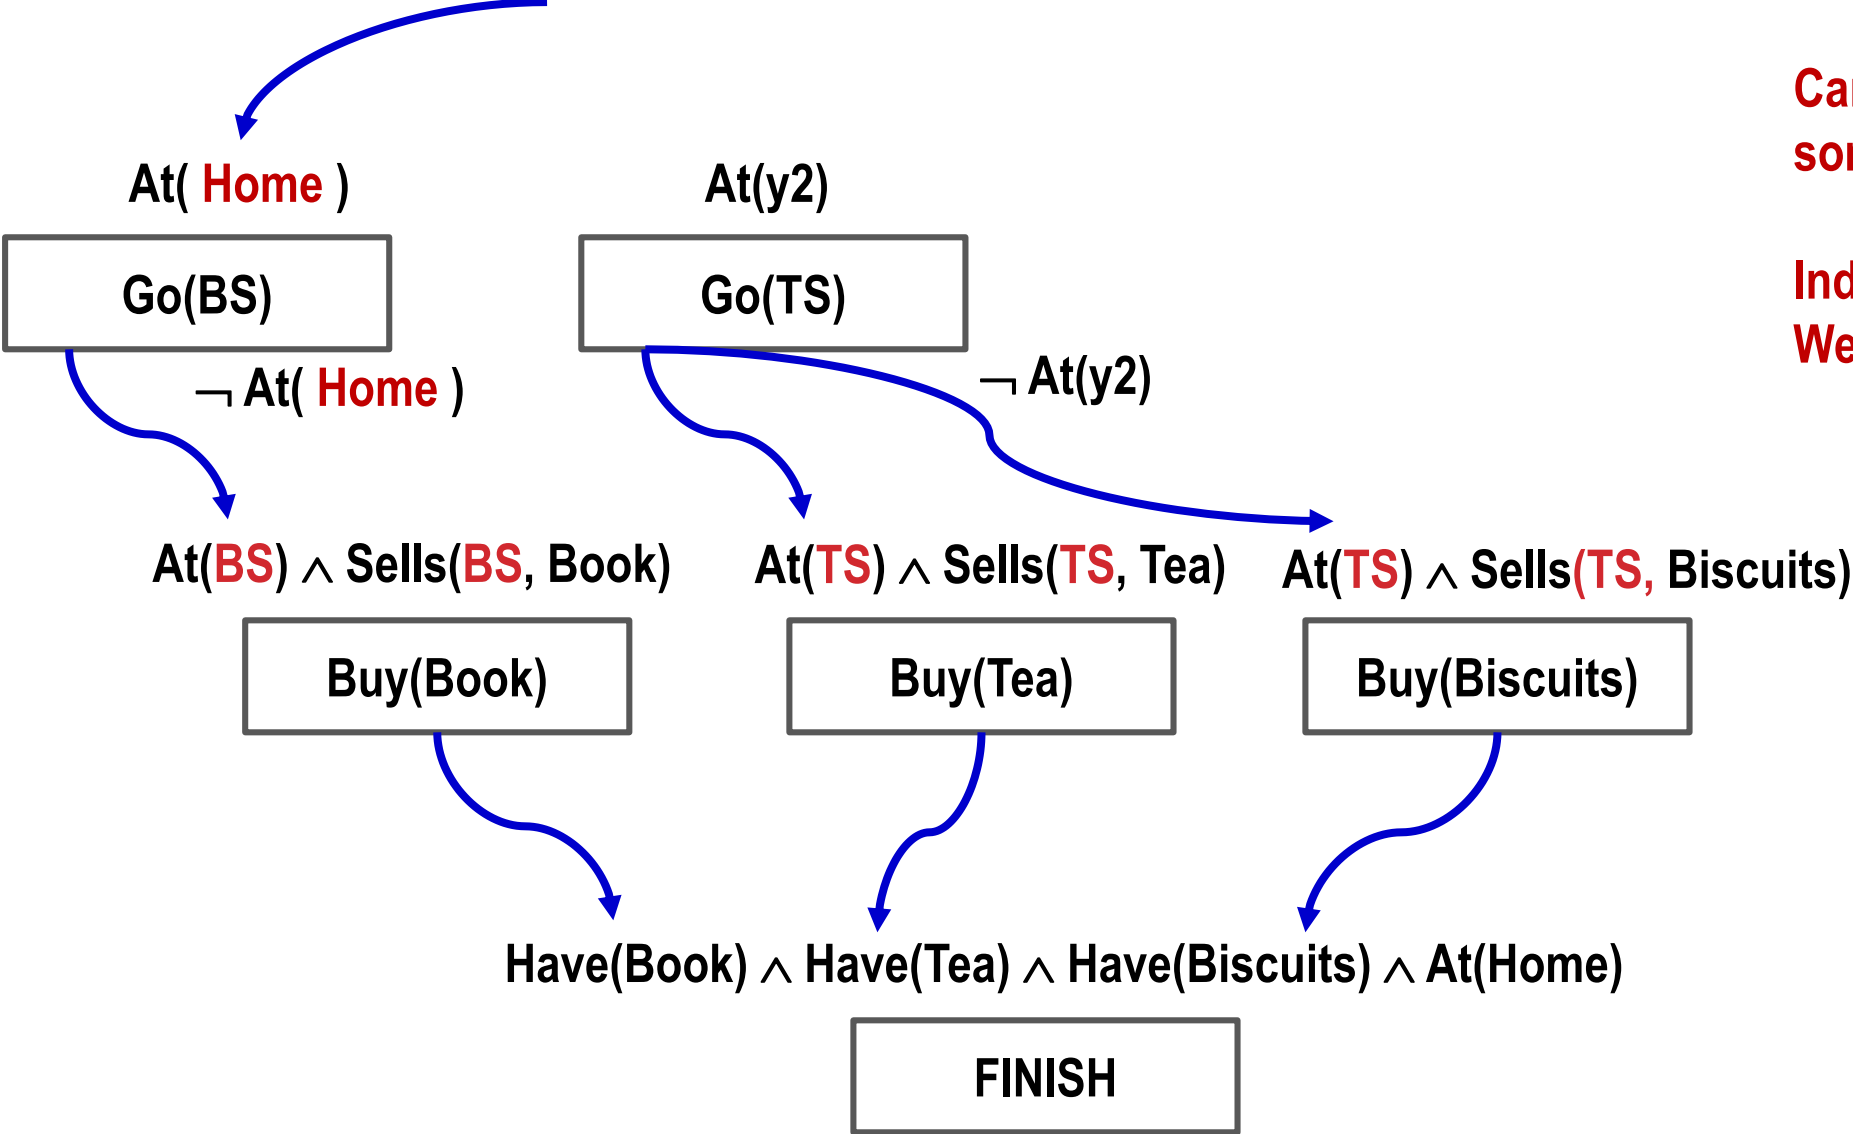 At( Home )
At(y2)
Go(BS)
Go(TS)
¬ At( Home )
¬ At(y2)
At(BS) ∧ Sells(BS, Book)
At(TS) ∧ Sells(TS, Tea)
At(TS) ∧ Sells(TS, Biscuits)
Buy(Book)
Buy(Tea)
Buy(Biscuits)
Have(Book) ∧ Have(Tea) ∧ Have(Biscuits) ∧ At(Home)
FINISH
We